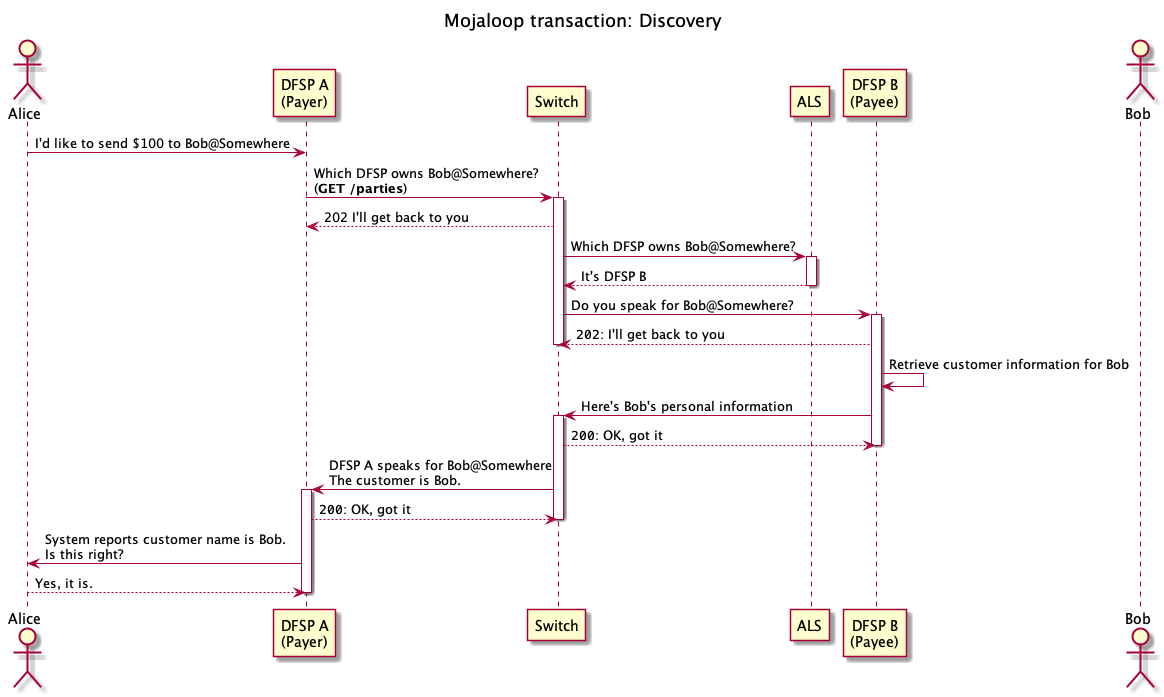 Mojaloop transaction: Discovery
Alice
DFSP A
(Payer)
Switch
ALS
DFSP B
(Payee)
Bob
I'd like to send $100 to Bob@Somewhere
Which DFSP owns Bob@Somewhere?
(GET /parties)
202 I'll get back to you
Which DFSP owns Bob@Somewhere?
It's DFSP B
Do you speak for Bob@Somewhere?
202: I'll get back to you
Retrieve customer information for Bob
Here's Bob's personal information
200: OK, got it
DFSP A speaks for Bob@Somewhere
The customer is Bob.
200: OK, got it
System reports customer name is Bob.
Is this right?
Yes, it is.
Alice
DFSP A
(Payer)
Switch
ALS
DFSP B
(Payee)
Bob